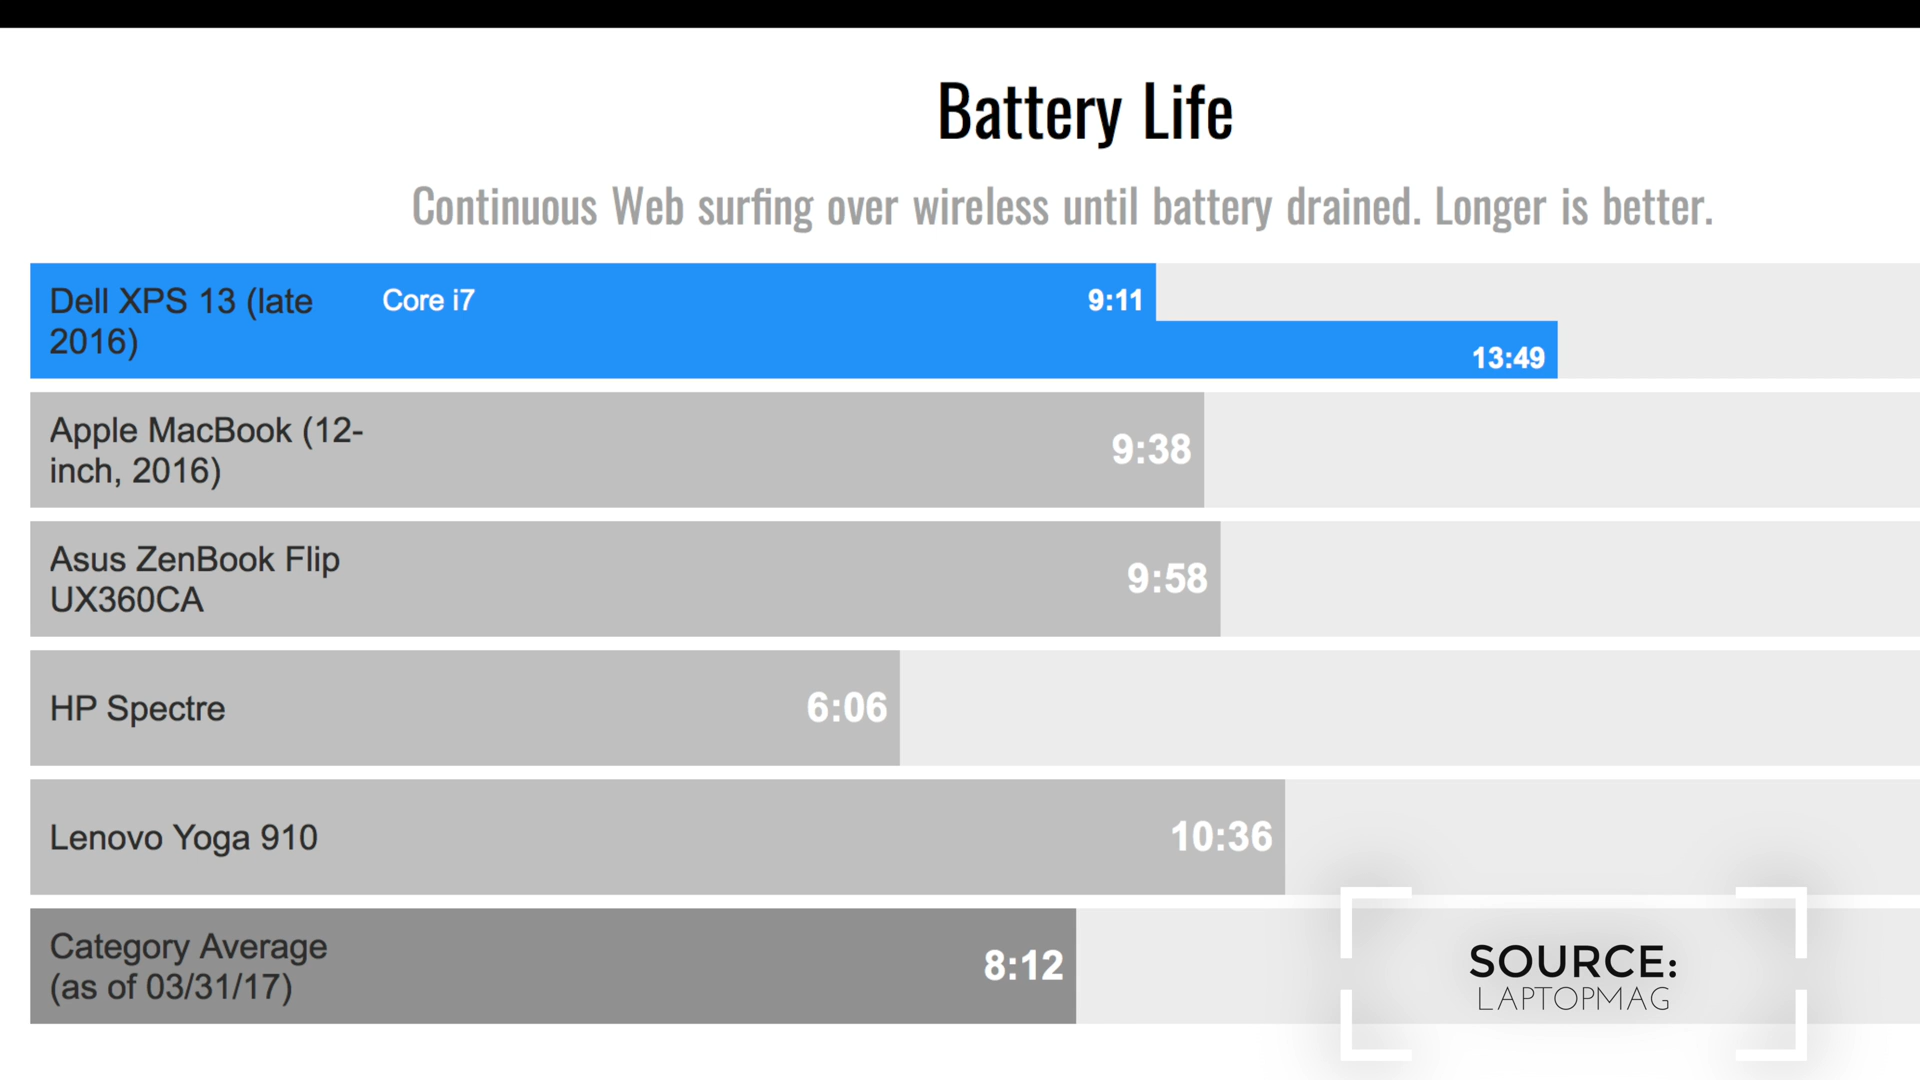 Battery Life
Continuous Web surfing over wireless until battery drained. Longer is better.
Dell XPS 13 (late
2016)
Core i7
9:11
13:49
Apple MacBook (12-
inch, 2016)
9:38
Asus ZenBook Flip
UX360CA
9:58
HP Spectre
6:06
Lenovo Yoga 910
10:36
Category Average
(as of 03/31/17)
8:12
SOURCE:
LAPTOPMAG